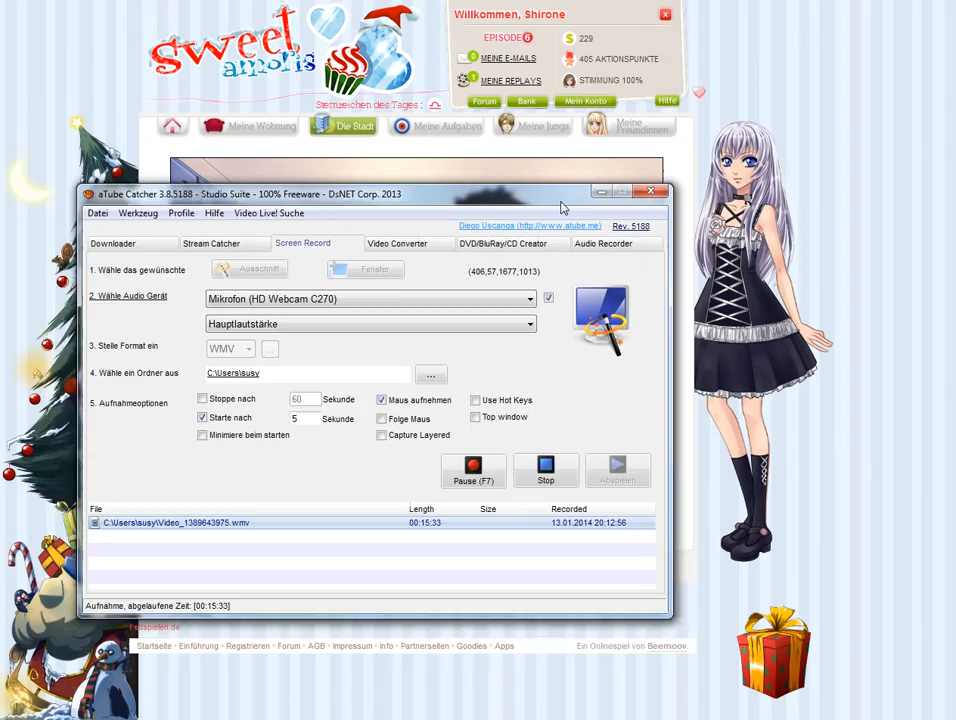 sweet
amoris
Willkommen, Shirone
x
EPISODE 6
$ 229
0 MEINE E-MAILS
405 AKTIONSPUNKTE
1 MEINE REPLAYS
STIMMUNG 100%
Sternzeichen des Tages :
Forum
Bank
Mein Konto
Hilfe
Meine Wohnung
Die Stadt
Meine Aufgaben
Meine Jungs
Meine Freundinnen
aTube Catcher 3.8.5188 - Studio Suite - 100% Freeware - DsNET Corp. 2013
Datei Werkzeug Profile Hilfe Video Live! Suche
Diego Uscanga (http://www.atube.me) Rev. 5188
Downloader Stream Catcher Screen Record Video Converter DVD/BluRay/CD Creator Audio Recorder
1. Wähle das gewünschte Ausschnitt Fenster (406,57,1677,1013)
2. Wähle Audio Gerät Mikrofon (HD Webcam C270)
Hauptlautstärke
3. Stelle Format ein WMV ...
4. Wähle ein Ordner aus C:\Users\susy ...
5. Aufnahmeoptionen Stoppe nach 60 Sekunde Maus aufnehmen Use Hot Keys
Starte nach 5 Sekunde Folge Maus Top window
Minimiere beim starten Capture Layered
Pause (F7) Stop Abspielen
File Length Size Recorded
C:\Users\susy\Video_1389643975.wmv 00:15:33 13.01.2014 20:12:56
Aufnahme, abgelaufene Zeit: [00:15:33]
Startseite · Einführung · Registrieren · Forum · AGB · Impressum · Info · Partnerseiten · Goodies · Apps
Ein Onlinespiel von Beemoov.